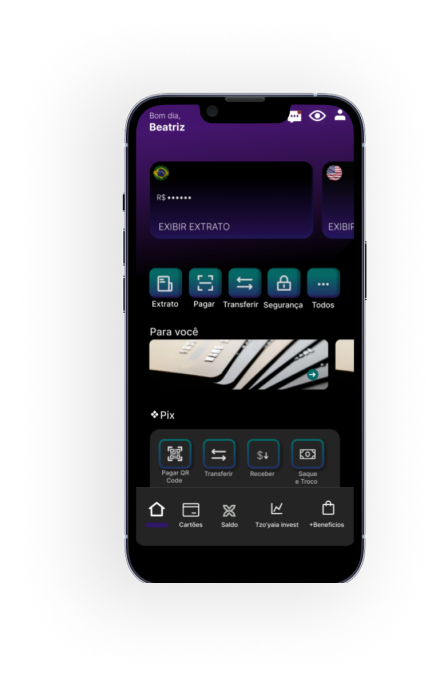 Bom dia,
Beatriz
R$ ••••••
EXIBIR EXTRATO
EXIBIR
Extrato
Pagar
Transferir
Segurança
Todos
Para você
Pix
Pagar QR
Code
Transferir
Receber
Saque
e Troco
Cartões
Saldo
Tzo'yaia invest
+Benefícios